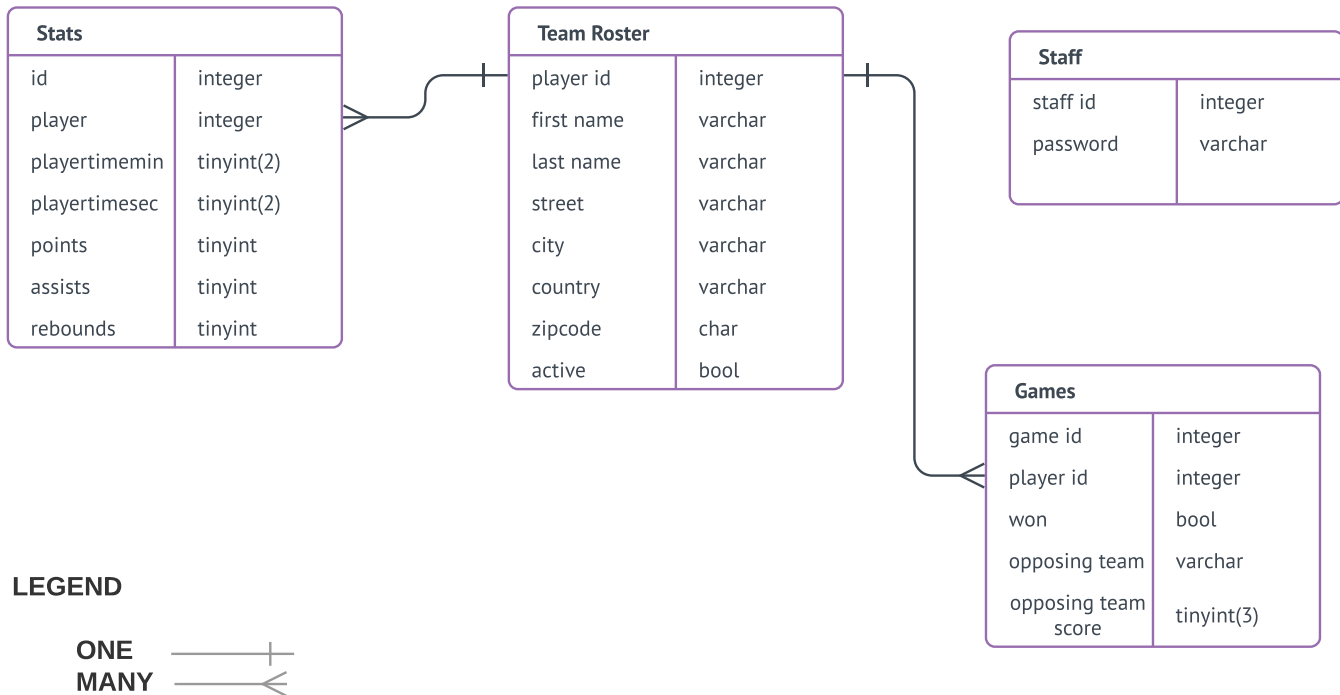 Stats
id integer
player integer
playertimemin tinyint(2)
playertimesec tinyint(2)
points tinyint
assists tinyint
rebounds tinyint
Team Roster
player id integer
first name varchar
last name varchar
street varchar
city varchar
country varchar
zipcode char
active bool
Staff
staff id integer
password varchar
Games
game id integer
player id integer
won bool
opposing team varchar
opposing team
score tinyint(3)
LEGEND
ONE
MANY